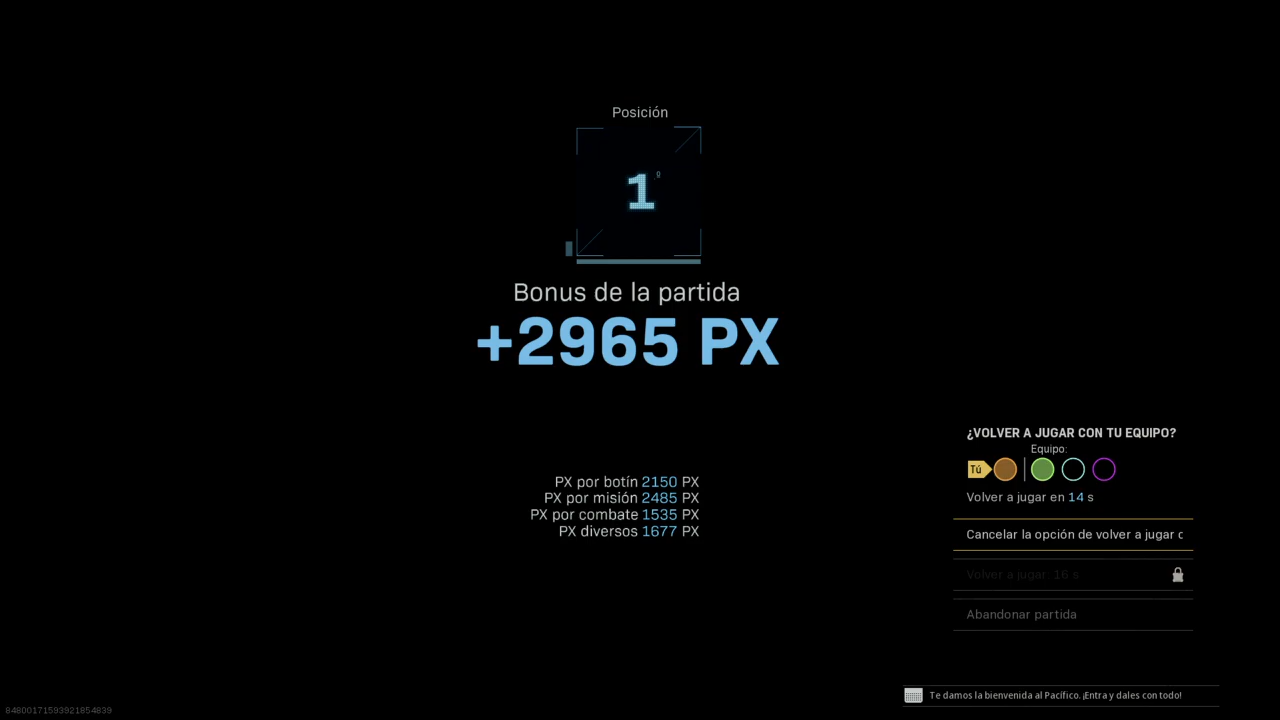 Posición
1º
Bonus de la partida
+2965 PX
PX por botín 2150 PX
PX por misión 2485 PX
PX por combate 1535 PX
PX diversos 1677 PX
¿VOLVER A JUGAR CON TU EQUIPO?
Equipo:
Tú
Volver a jugar en 14 s
Cancelar la opción de volver a jugar c
Volver a jugar: 16 s
Abandonar partida
Te damos la bienvenida al Pacífico. ¡Entra y dales con todo!
84800171593921854839